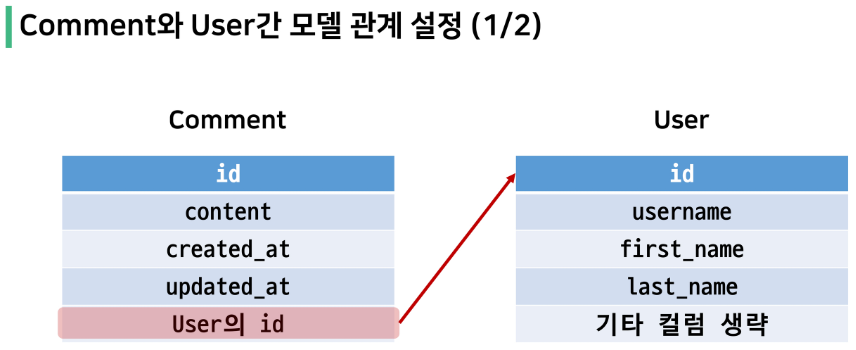 Comment와 User간 모델 관계 설정 (1/2)
Comment
id
content
created_at
updated_at
User의 id
User
id
username
first_name
last_name
기타 컬럼 생략